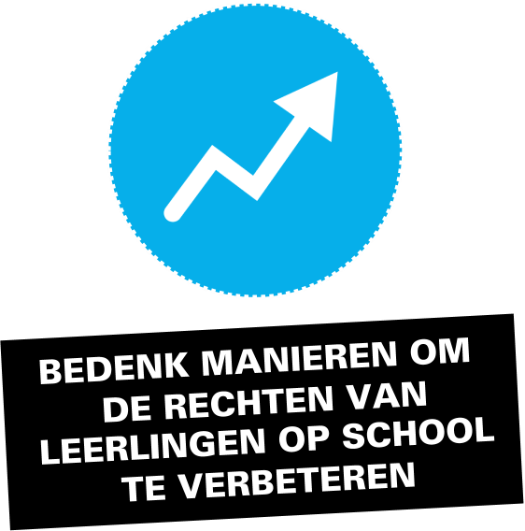 BEDENK MANIEREN OM
DE RECHTEN VAN
LEERLINGEN OP SCHOOL
TE VERBETEREN